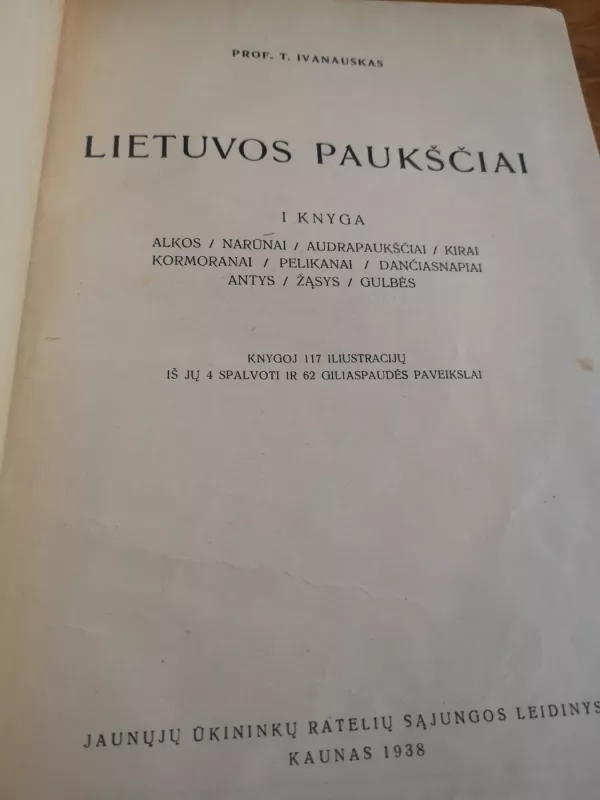 PROF. T. IVANAUSKAS
LIETUVOS PAUKŠČIAI
I KNYGA
ALKOS / NARŪNAI / AUDRAPAUKŠČIAI / KIRAI
KORMORANAI / PELIKANAI / DANČIASNAPIAI
ANTYS / ŽĄSYS / GULBĖS
KNYGOJ 117 ILIUSTRACIJŲ
IŠ JŲ 4 SPALVOTI IR 62 GILIASPAUDĖS PAVEIKSLAI
JAUNŲJŲ ŪKININKŲ RATELIŲ SĄJUNGOS LEIDINYS
KAUNAS 1938